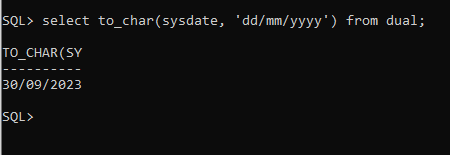 SQL> select to_char(sysdate, 'dd/mm/yyyy') from dual;
TO_CHAR(SY
----------
30/09/2023
SQL>